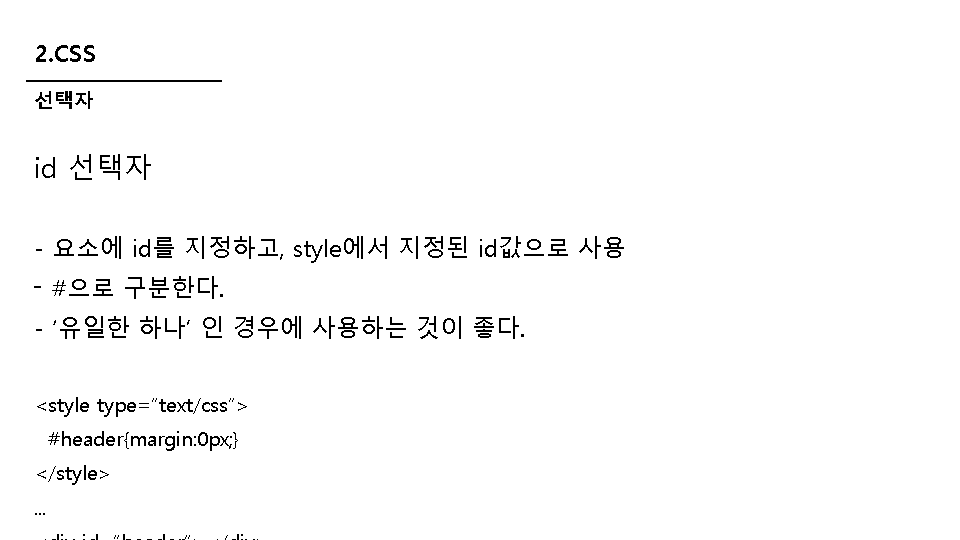 2.CSS
선택자
id 선택자
- 요소에 id를 지정하고, style에서 지정된 id값으로 사용
- #으로 구분한다.
- ‘유일한 하나’ 인 경우에 사용하는 것이 좋다.
<style type=“text/css”>
#header{margin:0px;}
</style>
...